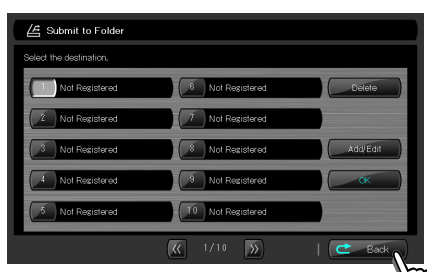 Submit to Folder
Select the destination.
1 Not Registered 6 Not Registered Delete
2 Not Registered 7 Not Registered
3 Not Registered 8 Not Registered Add/Edit
4 Not Registered 9 Not Registered OK
5 Not Registered 10 Not Registered
1/10 Back